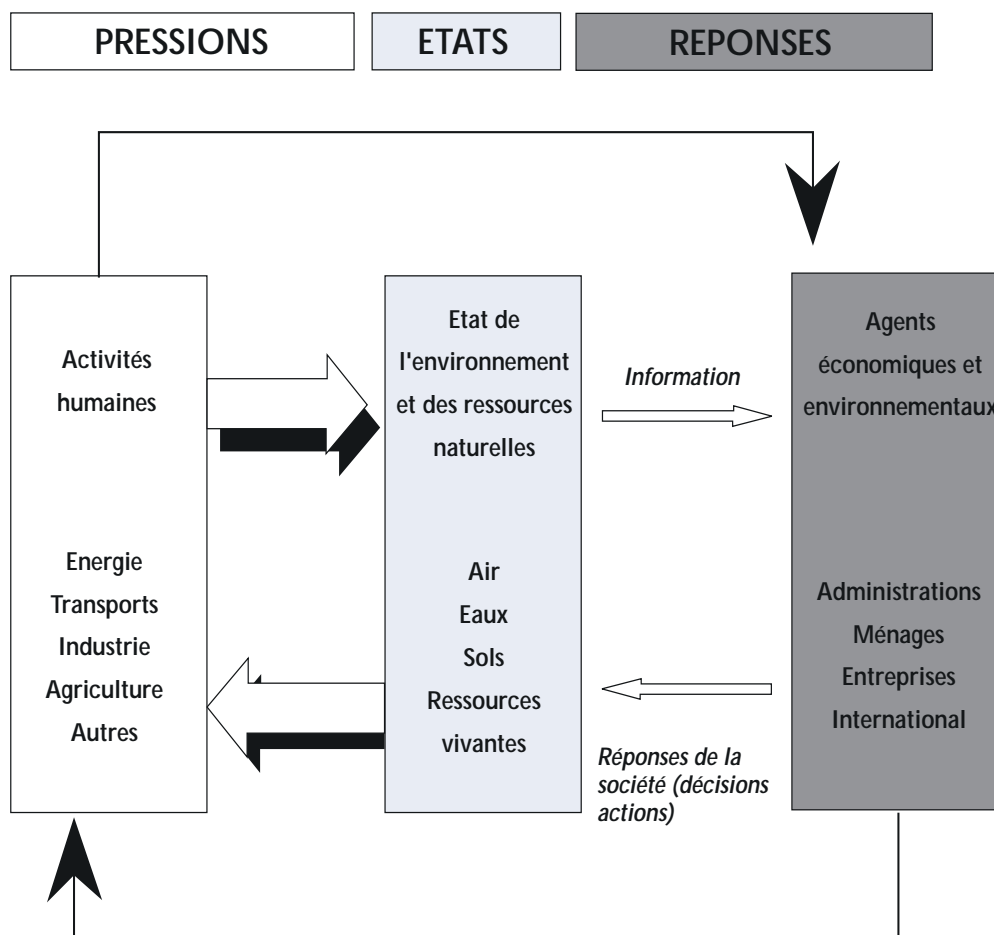 PRESSIONS
ETATS
REPONSES
Activités
humaines
Energie
Transports
Industrie
Agriculture
Autres
Etat de
l'environnement
et des ressources
naturelles
Air
Eaux
Sols
Ressources
vivantes
Information
Réponses de la
société (décisions
actions)
Agents
économiques et
environnementaux
Administrations
Ménages
Entreprises
International